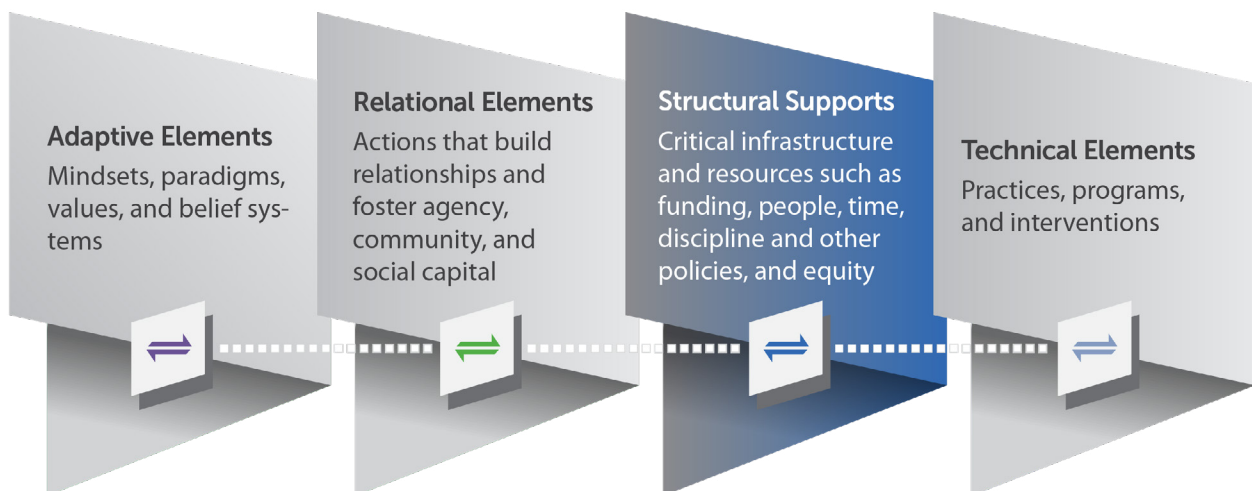 Adaptive Elements
Mindsets, paradigms,
values, and belief sys-
tems
Relational Elements
Actions that build
relationships and
foster agency,
community, and
social capital
Structural Supports
Critical infrastructure
and resources such as
funding, people, time,
discipline and other
policies, and equity
Technical Elements
Practices, programs,
and interventions